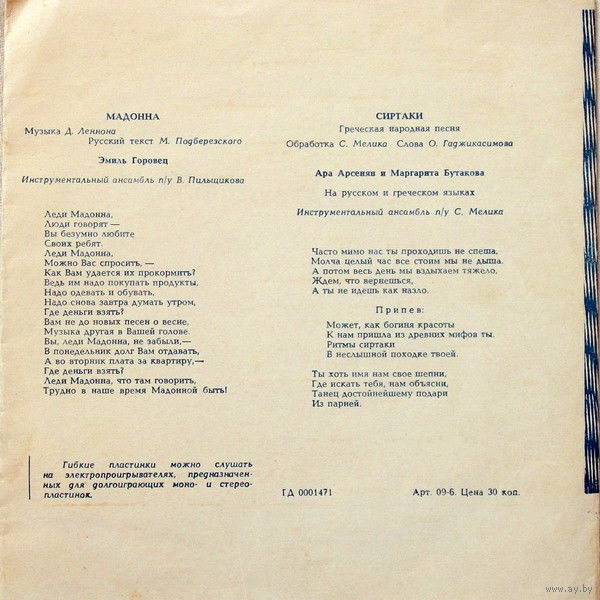 МАДОННА
Музыка Д. Леннона
Русский текст М. Подберезского
Эмиль Горовец
Инструментальный ансамбль п/у В. Пильщикова
Леди Мадонна,
Люди говорят —
Вы безумно любите
Своих ребят.
Леди Мадонна,
Можно Вас спросить, —
Как Вам удается их прокормить?
Ведь им надо покупать продукты,
Надо одевать и обувать,
Надо снова завтра думать утром,
Где деньги взять?
Вам не до новых песен о весне,
Музыка другая в Вашей голове.
Вы, леди Мадонна, не забыли,—
В понедельник долг Вам отдавать,
А во вторник плата за квартиру,—
Где деньги взять?
Леди Мадонна, что там говорить,
Трудно в наше время Мадонной быть!
Гибкие пластинки можно слушать
на электропроигрывателях, предназначен-
ных для долгоиграющих моно- и стерео-
пластинок.
СИРТАКИ
Греческая народная песня
Обработка С. Мелика Слова О. Гаджикасимова
Ара Арсенян и Маргарита Бутакова
На русском и греческом языках
Инструментальный ансамбль п/у С. Мелика
Часто мимо нас ты проходишь не спеша,
Молча целый час все стоим мы не дыша.
А потом весь день мы вздыхаем тяжело,
Ждем, что вернешься,
А ты не идешь как назло.
Припев:
Может, как богиня красоты
К нам пришла из древних мифов ты.
Ритмы сиртаки
В неслышной походке твоей.
Ты хоть имя нам свое шепни,
Где искать тебя, нам объясни,
Танец достойнейшему подари
Из парней.
ГД 0001471
Арт. 09-6. Цена 30 коп.
www.ay.by